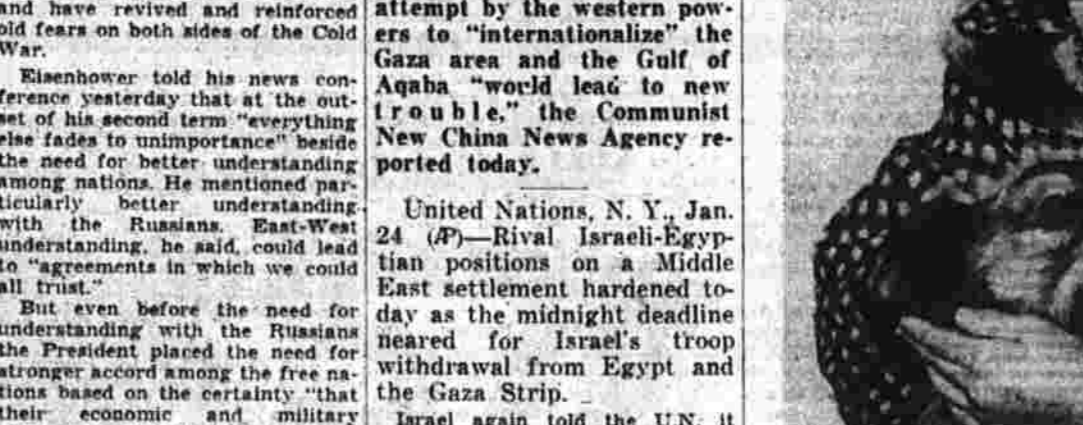 and have revived and reinforced
old fears on both sides of the Cold
War.
Eisenhower told his news con-
ference yesterday that at the out-
set of his second term "everything
else fades to unimportance" beside
the need for better understanding
among nations. He mentioned par-
ticularly better understanding
with the Russians. East-West
understanding, he said, could lead
to "agreements in which we could
all trust."
But even before the need for
understanding with the Russians
the President placed the need for
stronger accord among the free na-
tions based on the certainty "that
their economic and military
attempt by the western pow-
ers to "internationalize" the
Gaza area and the Gulf of
Aqaba "world lead to new
trouble," the Communist
New China News Agency re-
ported today.
United Nations, N. Y., Jan.
24 (AP)—Rival Israeli-Egyp-
tian positions on a Middle
East settlement hardened to-
day as the midnight deadline
neared for Israel's troop
withdrawal from Egypt and
the Gaza Strip.
Israel again told the U.N. it